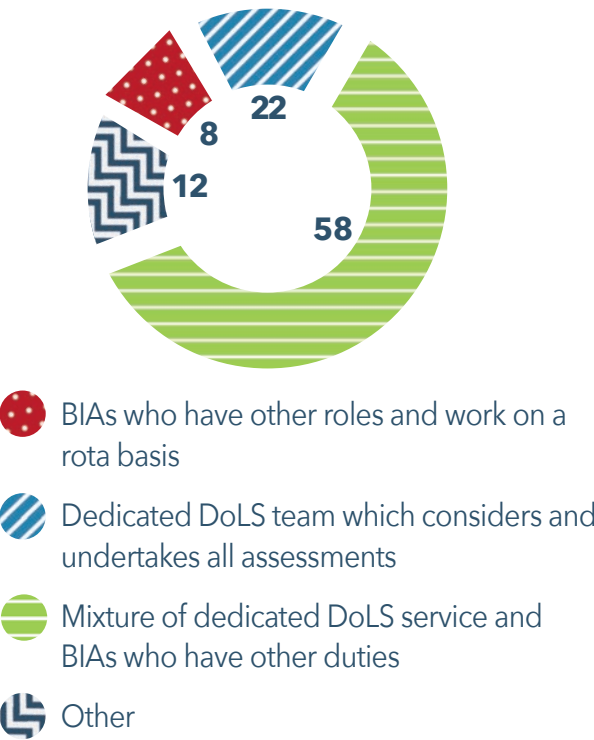 22
8
12
58
BIAs who have other roles and work on a
rota basis
Dedicated DoLS team which considers and
undertakes all assessments
Mixture of dedicated DoLS service and
BIAs who have other duties
Other